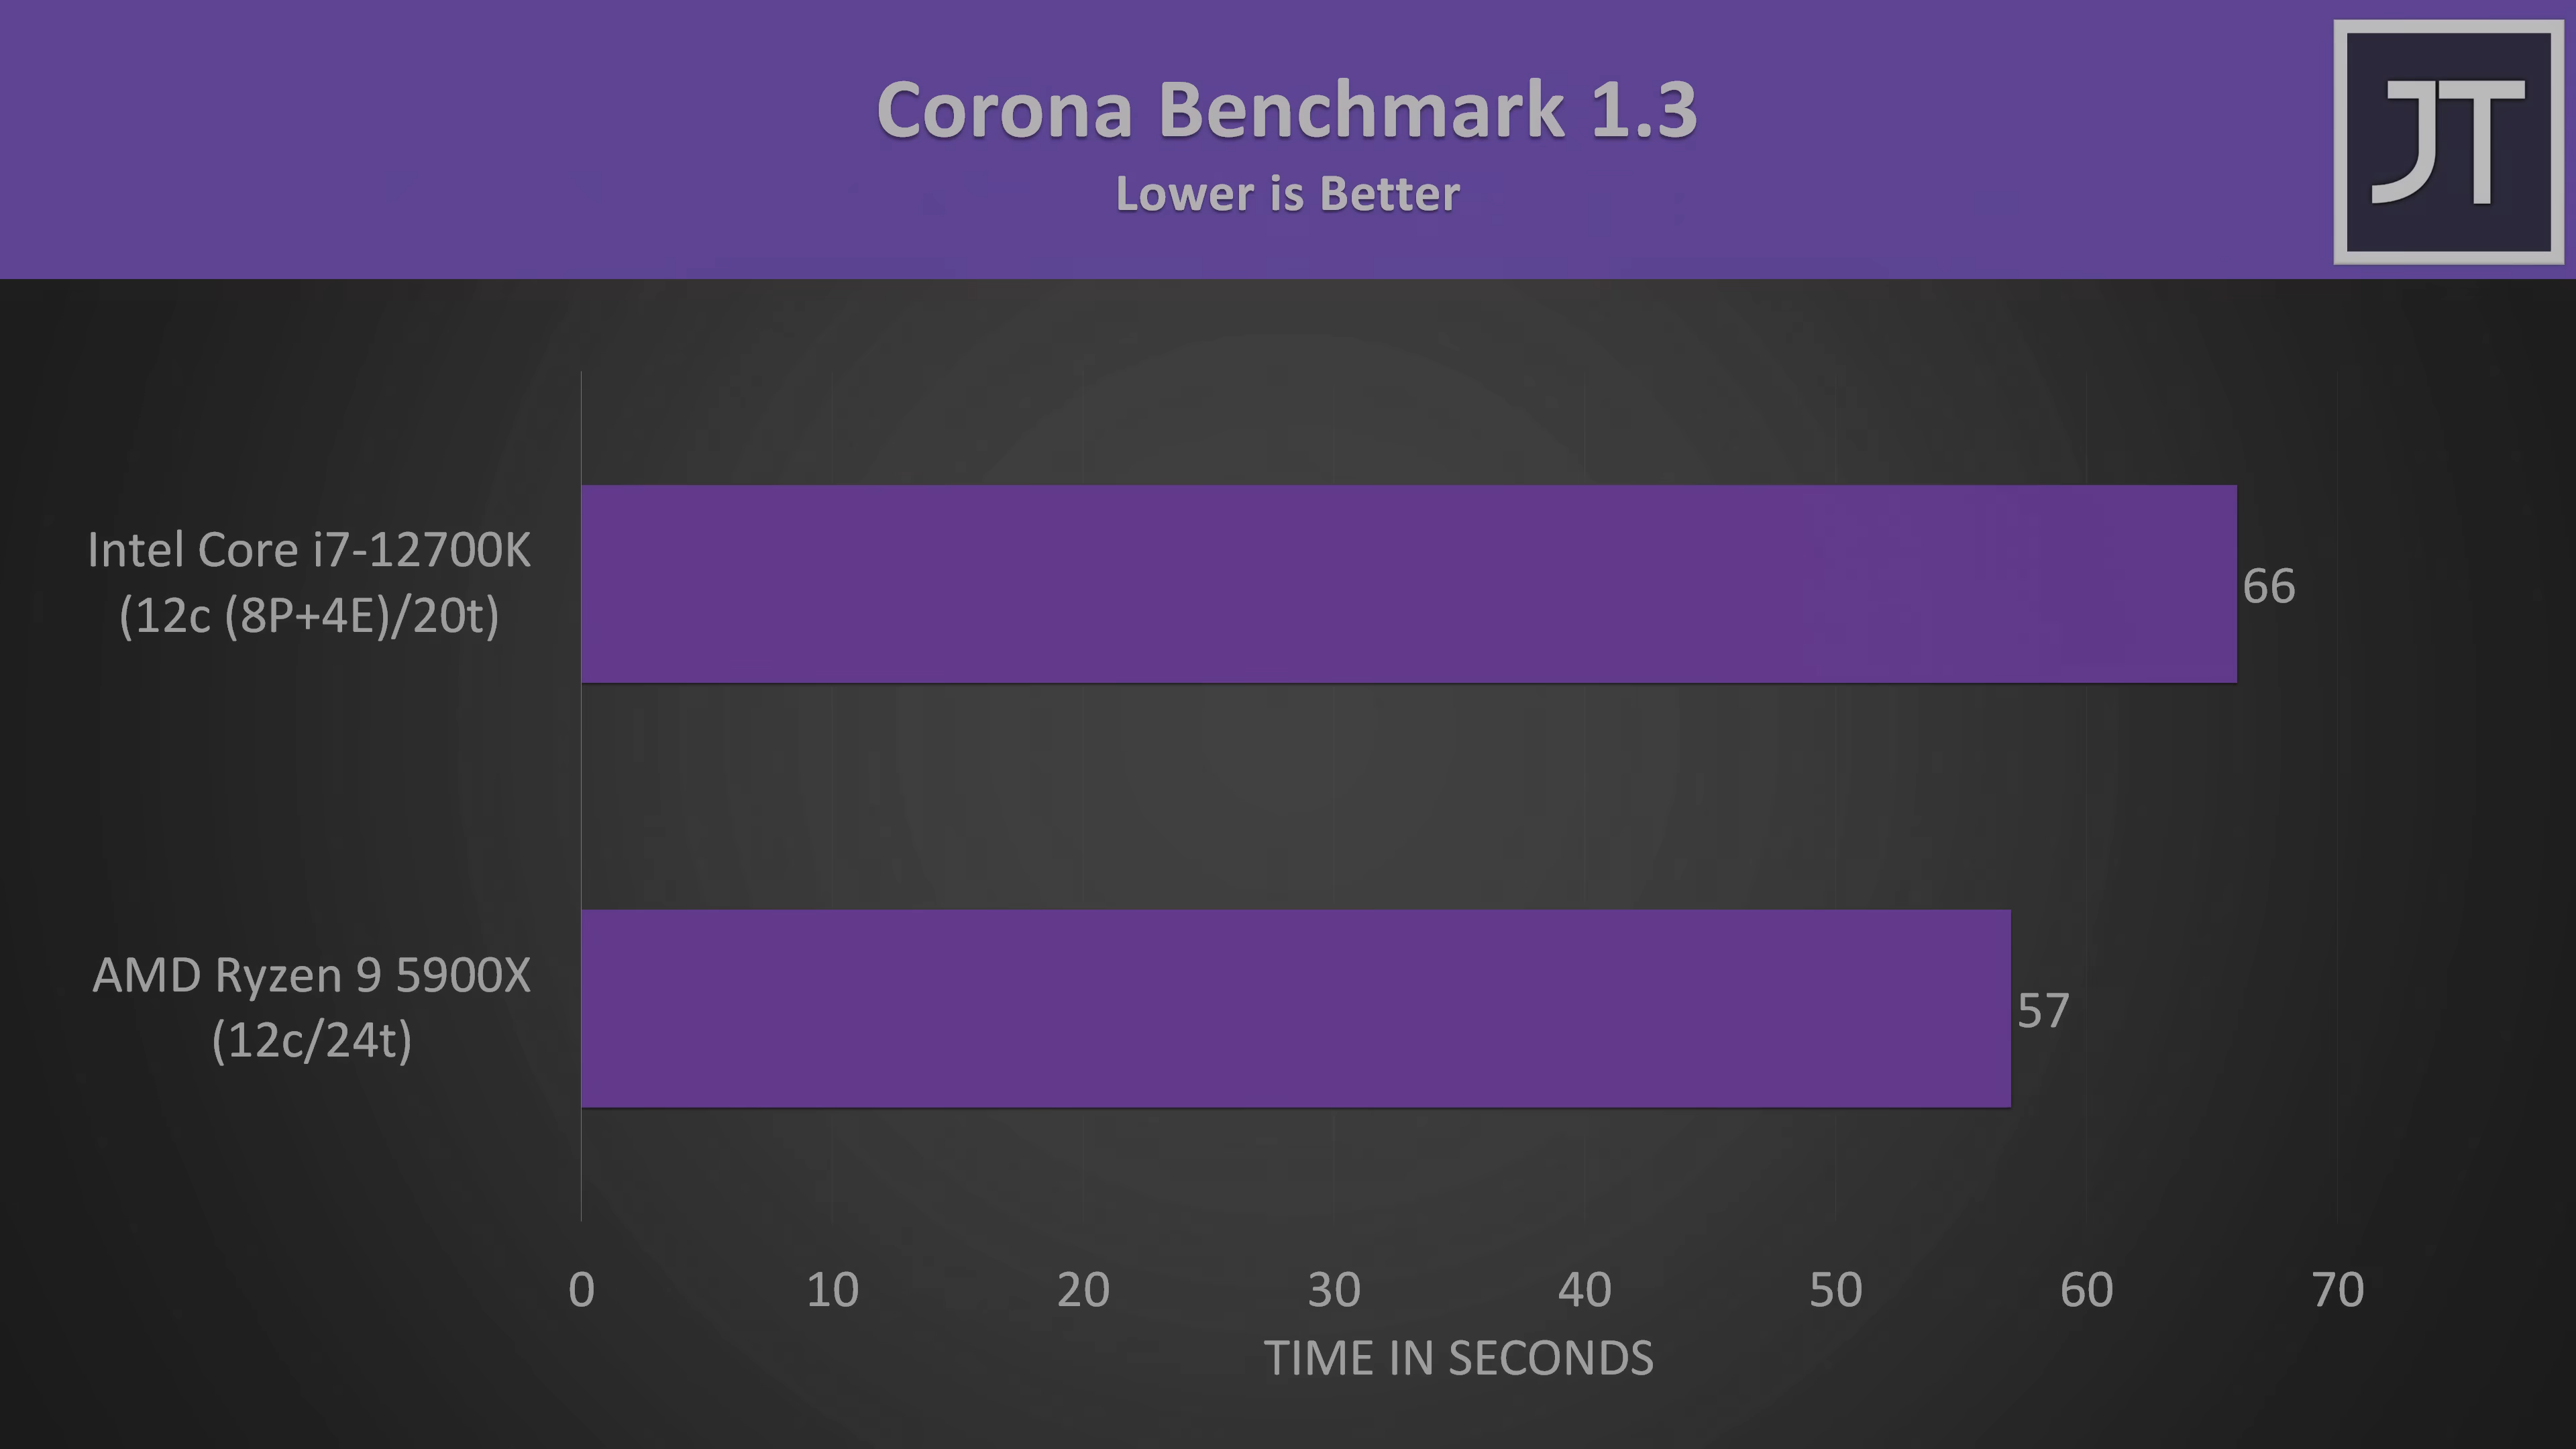 Corona Benchmark 1.3
Lower is Better
JT
Intel Core i7-12700K
(12c (8P+4E)/20t)
66
AMD Ryzen 9 5900X
(12c/24t)
57
0 10 20 30 40 50 60 70
TIME IN SECONDS